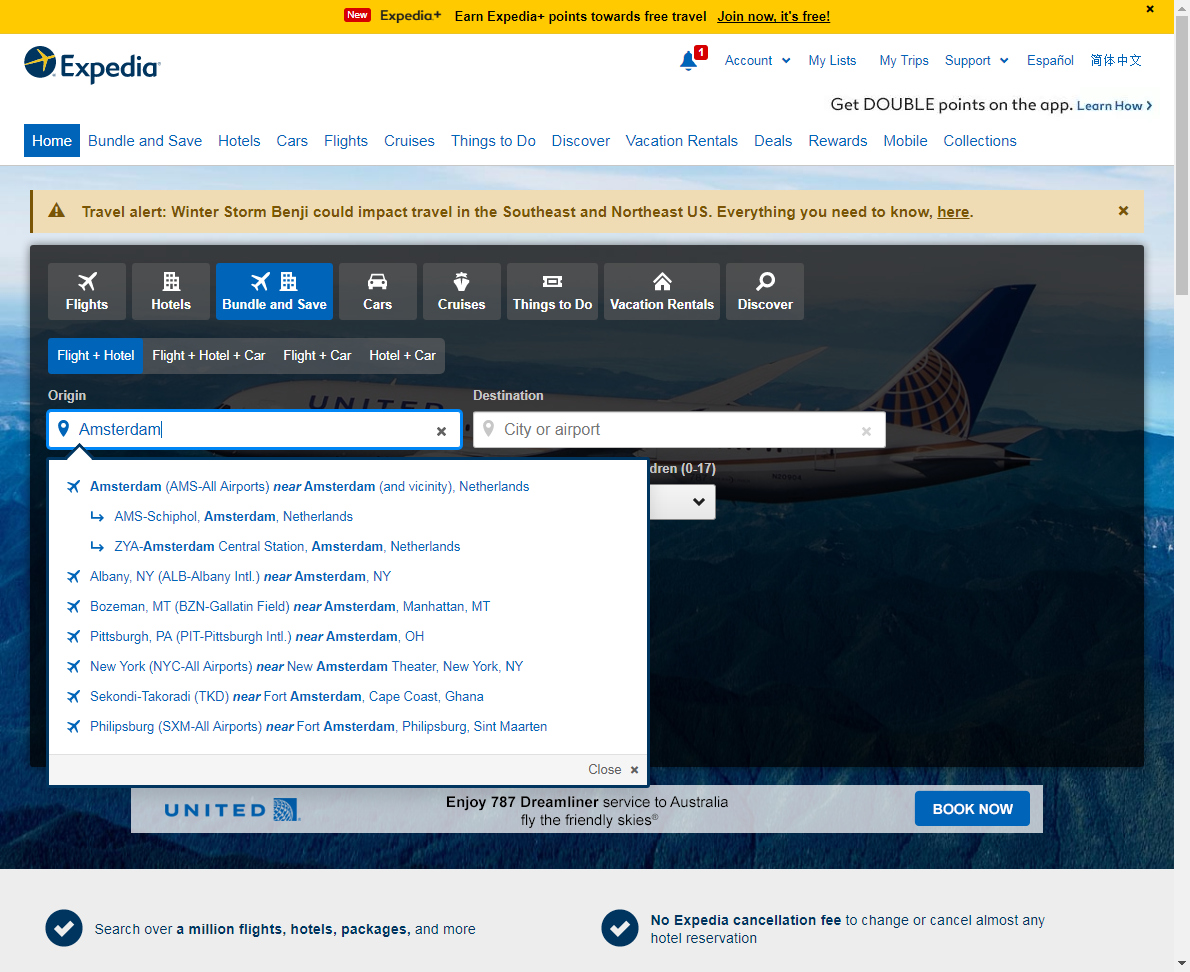 New Expedia+ Earn Expedia+ points towards free travel Join now, it's free!
Expedia
1 Account My Lists My Trips Support Español 简体中文
Get DOUBLE points on the app. Learn How
Home Bundle and Save Hotels Cars Flights Cruises Things to Do Discover Vacation Rentals Deals Rewards Mobile Collections
Travel alert: Winter Storm Benji could impact travel in the Southeast and Northeast US. Everything you need to know, here.
Flights Hotels Bundle and Save Cars Cruises Things to Do Vacation Rentals Discover
Flight + Hotel Flight + Hotel + Car Flight + Car Hotel + Car
Origin Destination
UNITED
Amsterdam City or airport
dren (0-17)
Amsterdam (AMS-All Airports) near Amsterdam (and vicinity), Netherlands
AMS-Schiphol, Amsterdam, Netherlands
ZYA-Amsterdam Central Station, Amsterdam, Netherlands
Albany, NY (ALB-Albany Intl.) near Amsterdam, NY
Bozeman, MT (BZN-Gallatin Field) near Amsterdam, Manhattan, MT
Pittsburgh, PA (PIT-Pittsburgh Intl.) near Amsterdam, OH
New York (NYC-All Airports) near New Amsterdam Theater, New York, NY
Sekondi-Takoradi (TKD) near Fort Amsterdam, Cape Coast, Ghana
Philipsburg (SXM-All Airports) near Fort Amsterdam, Philipsburg, Sint Maarten
Close
UNITED
Enjoy 787 Dreamliner service to Australia
fly the friendly skies®
BOOK NOW
Search over a million flights, hotels, packages, and more
No Expedia cancellation fee to change or cancel almost any
hotel reservation